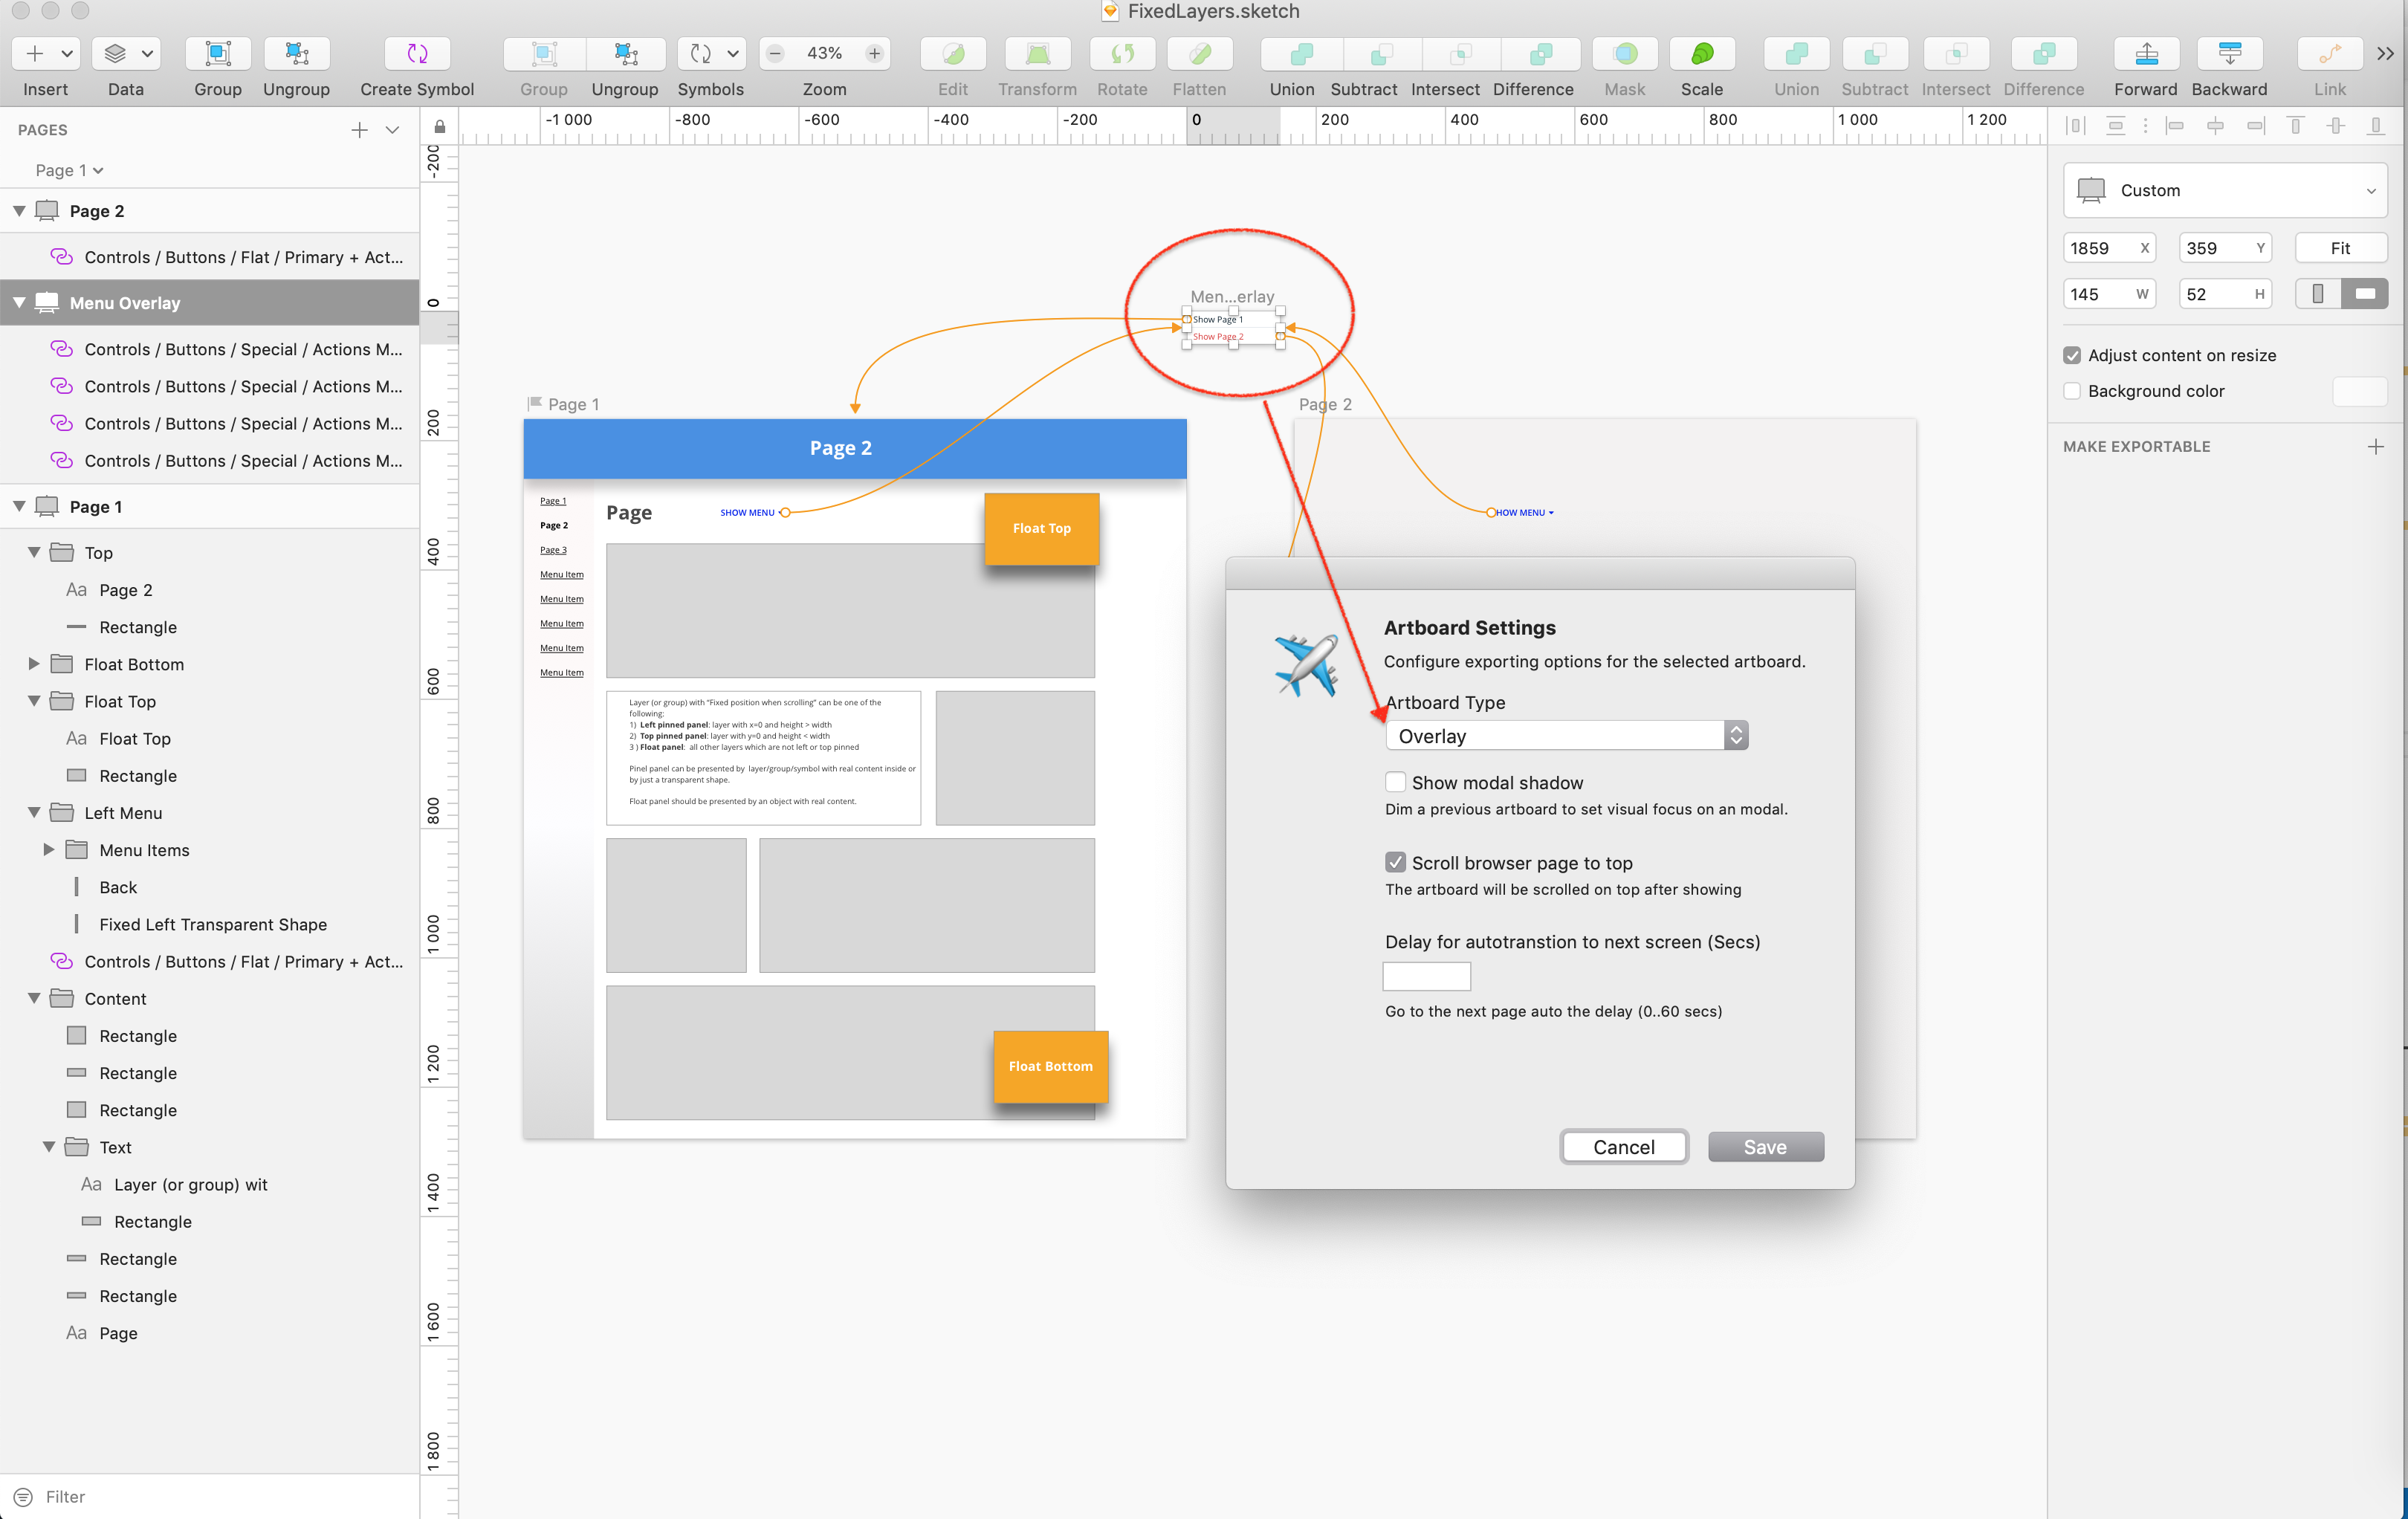 FixedLayers.sketch
43%
Insert
Data
Group
Ungroup
Create Symbol
Group
Ungroup
Symbols
Zoom
Edit
Transform
Rotate
Flatten
Union
Subtract
Intersect
Difference
Mask
Scale
Union
Subtract
Intersect
Difference
Forward
Backward
Link
PAGES
Page 1
Page 2
Controls / Buttons / Flat / Primary + Act...
Menu Overlay
Controls / Buttons / Special / Actions M...
Controls / Buttons / Special / Actions M...
Controls / Buttons / Special / Actions M...
Controls / Buttons / Special / Actions M...
Page 1
Top
Page 2
Rectangle
Float Bottom
Float Top
Float Top
Rectangle
Left Menu
Menu Items
Back
Fixed Left Transparent Shape
Controls / Buttons / Flat / Primary + Act...
Content
Rectangle
Rectangle
Rectangle
Text
Layer (or group) wit
Rectangle
Rectangle
Rectangle
Page
Filter
-1 000
-800
-600
-400
-200
0
200
400
600
800
1 000
1 200
-200
0
200
400
600
800
1 000
1 200
1 400
1 600
1 800
Men...erlay
Show Page 1
Show Page 2
Page 1
Page 2
Page 2
Page 1
Page 2
Page 3
Menu Item
Menu Item
Menu Item
Menu Item
Menu Item
Page
SHOW MENU
Float Top
Layer (or group) with "Fixed position when scrolling" can be one of the
following:
1) Left pinned panel: layer with x=0 and height > width
2) Top pinned panel: layer with y=0 and height < width
3 ) Float panel: all other layers which are not left or top pinned
Pinel panel can be presented by layer/group/symbol with real content inside or
by just a transparent shape.
Float panel should be presented by an object with real content.
Float Bottom
HOW MENU
Artboard Settings
Configure exporting options for the selected artboard.
Artboard Type
Overlay
Show modal shadow
Dim a previous artboard to set visual focus on an modal.
Scroll browser page to top
The artboard will be scrolled on top after showing
Delay for autotranstion to next screen (Secs)
Go to the next page auto the delay (0..60 secs)
Cancel
Save
Custom
1859 X
359 Y
Fit
145 W
52 H
Adjust content on resize
Background color
MAKE EXPORTABLE